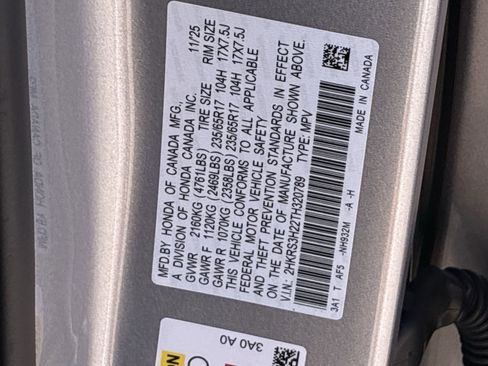 MFD.BY HONDA OF CANADA MFG., 11/25
A DIVISION OF HONDA CANADA INC.
GVWR 2160KG (4761LBS) TIRE SIZE RIM SIZE
GAWR F 1120KG (2469LBS) 235/65R17 104H 17X7.5J
GAWR R 1070KG (2358LBS) 235/65R17 104H 17X7.5J
THIS VEHICLE CONFORMS TO ALL APPLICABLE
FEDERAL MOTOR VEHICLE SAFETY
AND THEFT PREVENTION STANDARDS IN EFFECT
ON THE DATE OF MANUFACTURE SHOWN ABOVE.
V.I.N.: 2HKRS3H22TH320789 TYPE: MPV
3A1 T AF5 -NH932M -A -H MADE IN CANADA
3A0 A0